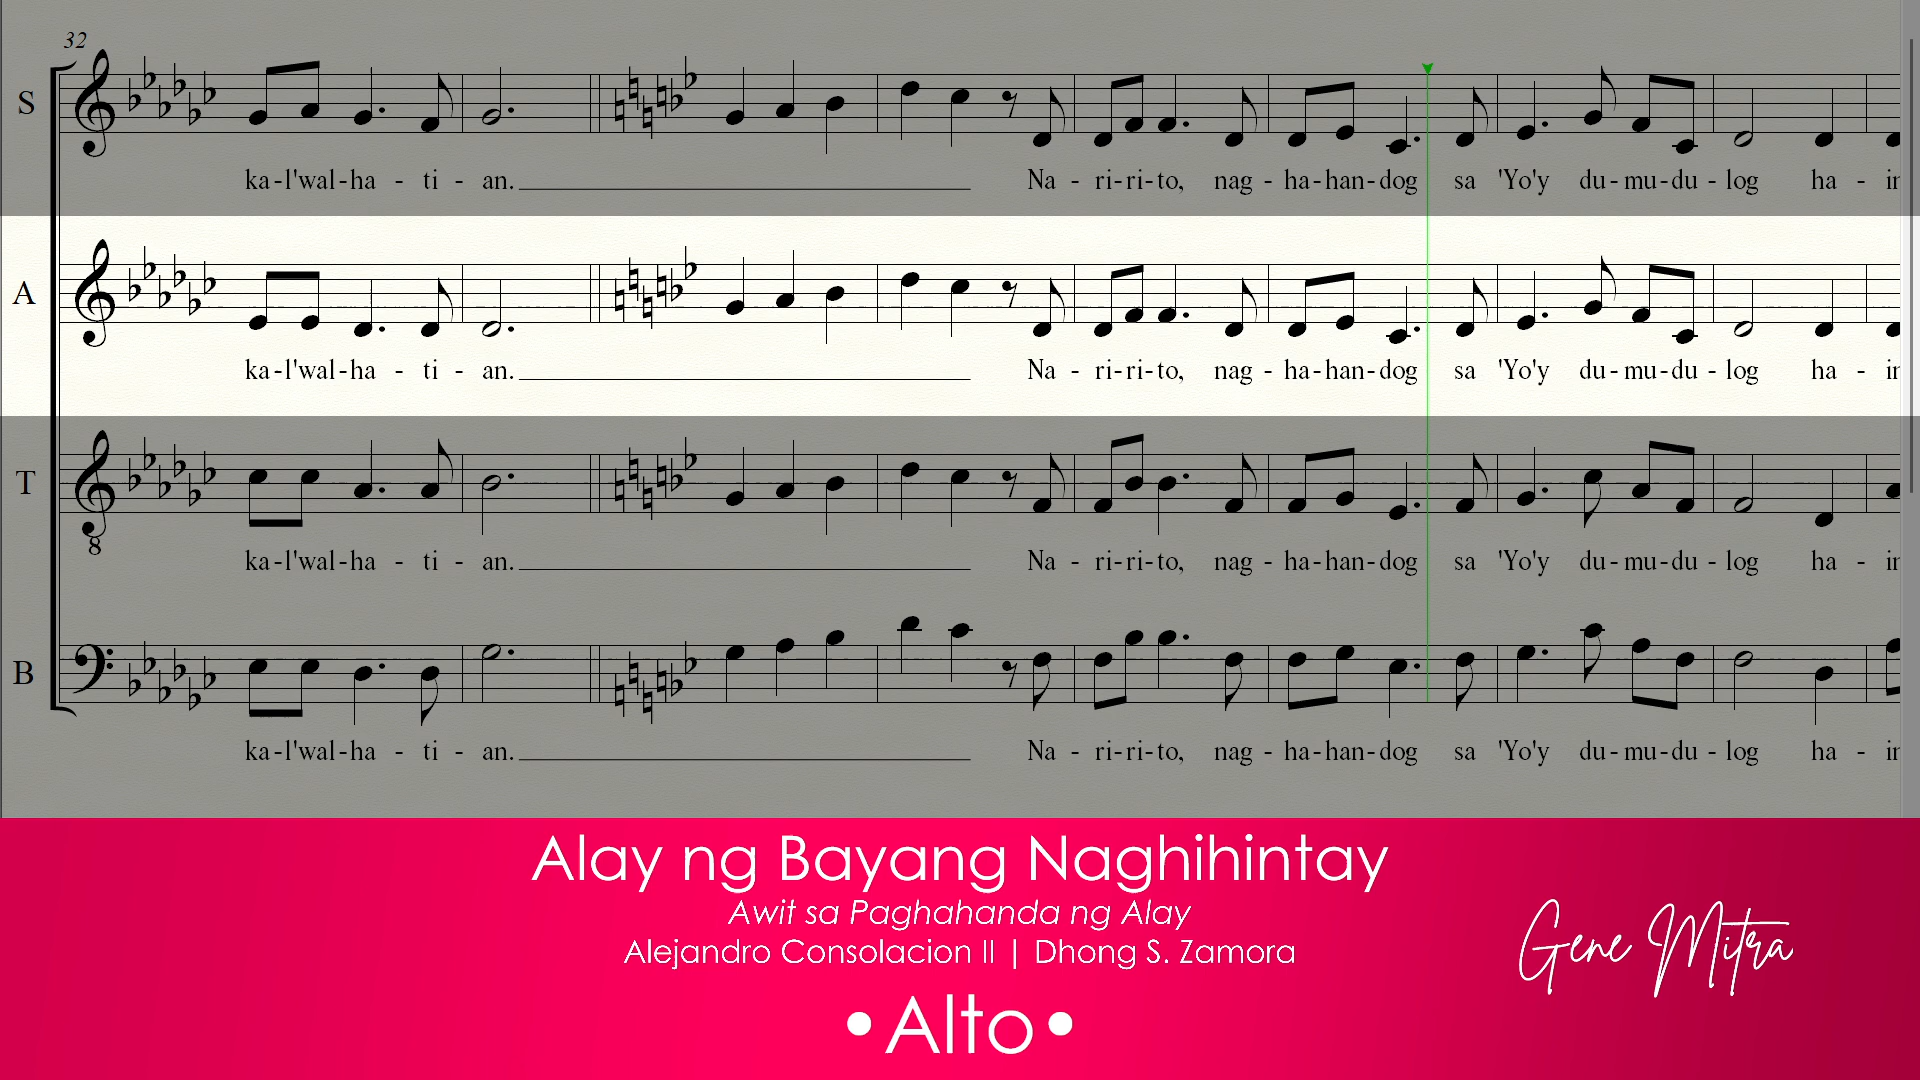 32
S
ka-l'wal-ha - ti - an. Na - ri-ri-to, nag - ha-han-dog sa 'Yo'y du-mu-du - log ha - in
A
ka-l'wal-ha - ti - an. Na - ri-ri-to, nag - ha-han-dog sa 'Yo'y du-mu-du - log ha - in
T
8
ka-l'wal-ha - ti - an. Na - ri-ri-to, nag - ha-han-dog sa 'Yo'y du-mu-du - log ha - in
B
ka-l'wal-ha - ti - an. Na - ri-ri-to, nag - ha-han-dog sa 'Yo'y du-mu-du - log ha - in
Alay ng Bayang Naghihintay
Awit sa Paghahanda ng Alay
Alejandro Consolacion II | Dhong S. Zamora
Gene Mitra
•Alto•